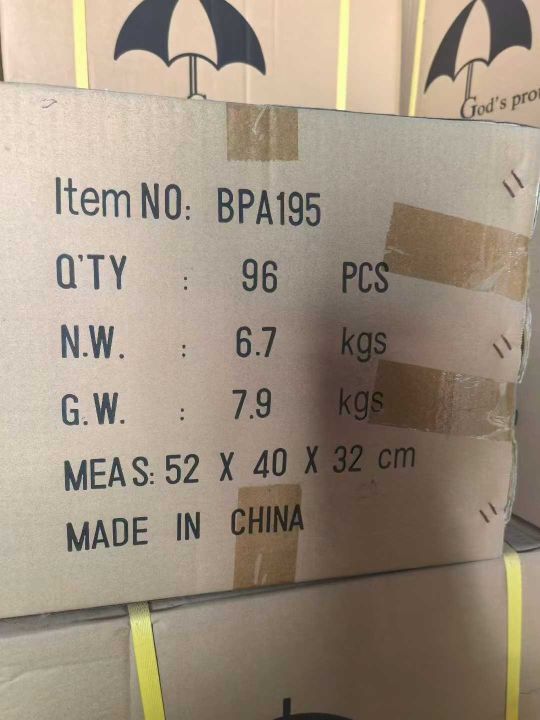 God's
Item NO: BPA195
Q'TY : 96 PCS
N.W. : 6.7 kgs
G.W. : 7.9 kgs
MEAS: 52 X 40 X 32 cm
MADE IN CHINA